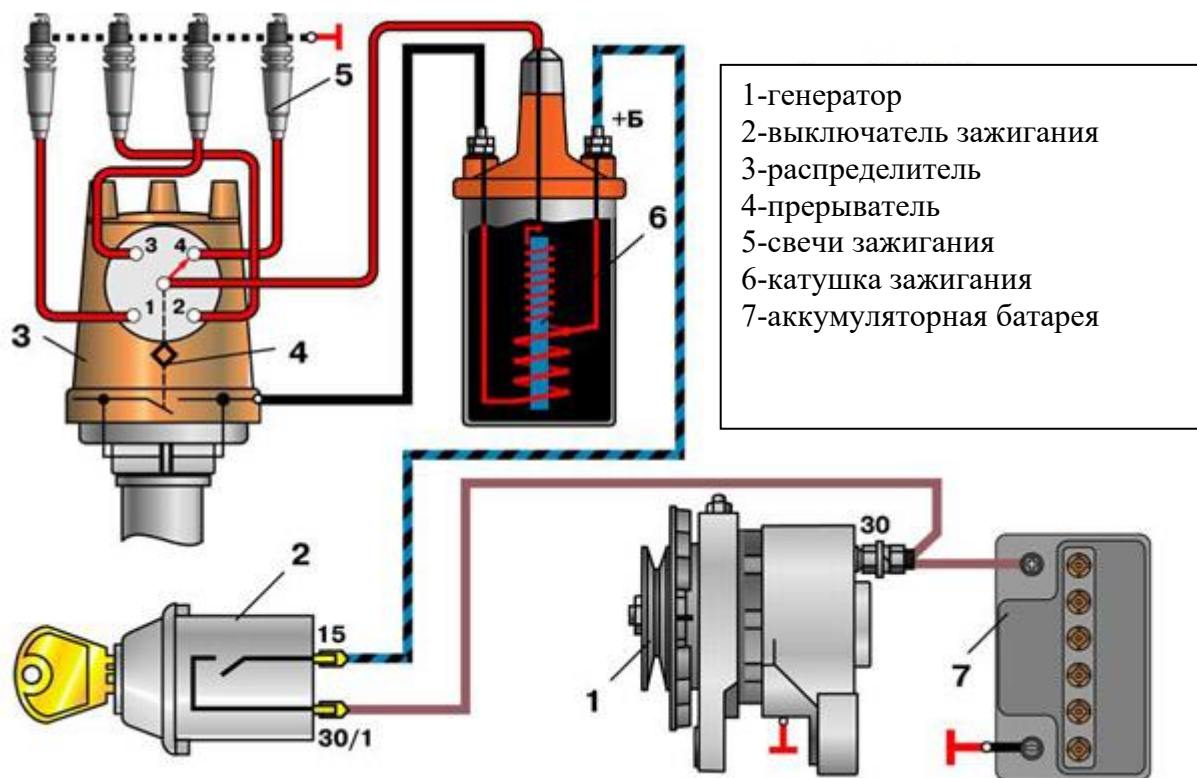 5
+Б
6
3 4
1 2
3
4
1-генератор
2-выключатель зажигания
3-распределитель
4-прерыватель
5-свечи зажигания
6-катушка зажигания
7-аккумуляторная батарея
2
15
30/1
30
1
7